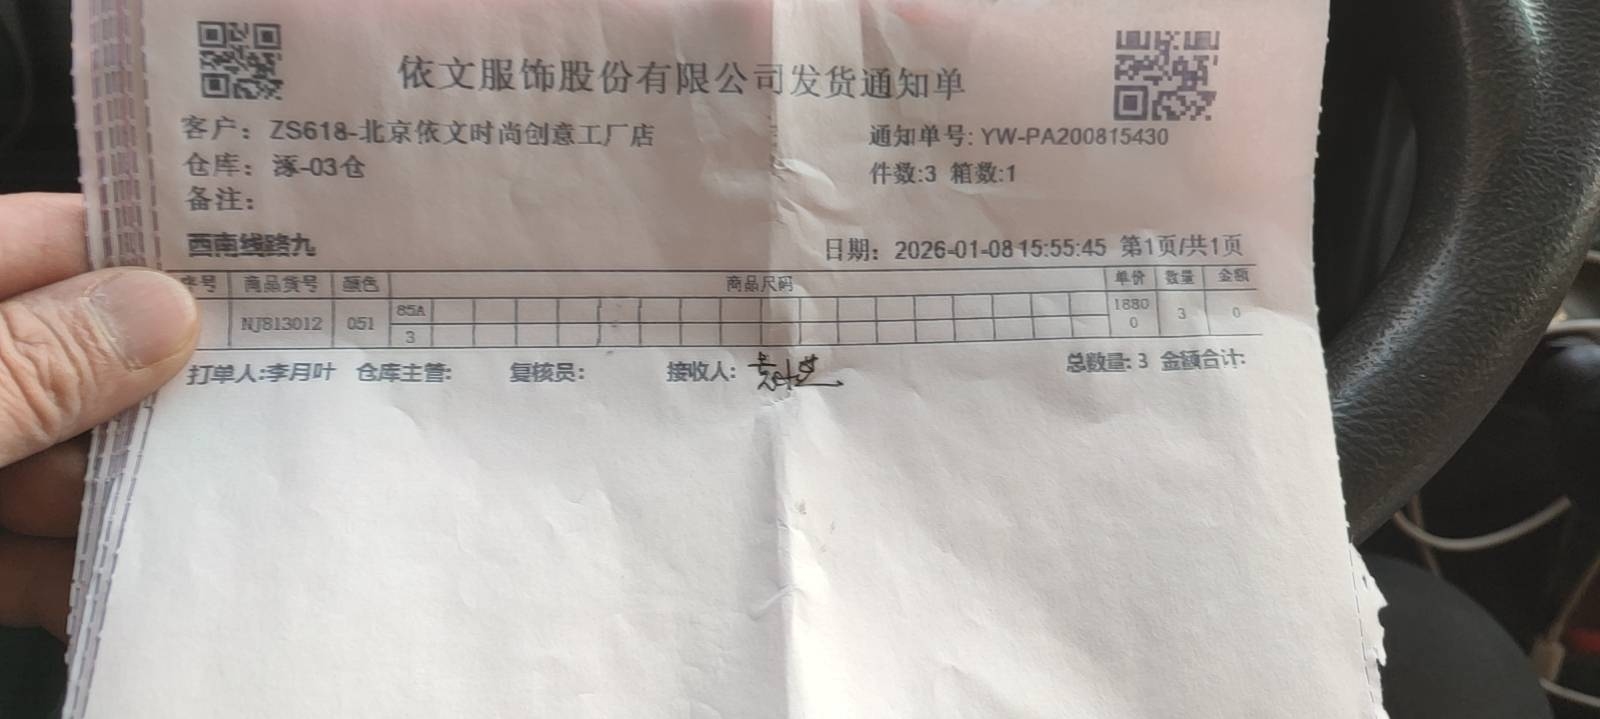 依文服饰股份有限公司发货通知单
客户：ZS618-北京依文时尚创意工厂店 通知单号: YW-PA200815430
仓库：涿-03仓 件数:3 箱数:1
备注：
西南线路九 日期：2026-01-08 15:55:45 第1页/共1页
序号 商品货号 颜色 商品尺码 单价 数量 金额
NJ813012 051 85A 18800 3 0
3
打单人:李月叶 仓库主管: 复核员: 接收人: 总数量: 3 金额合计: